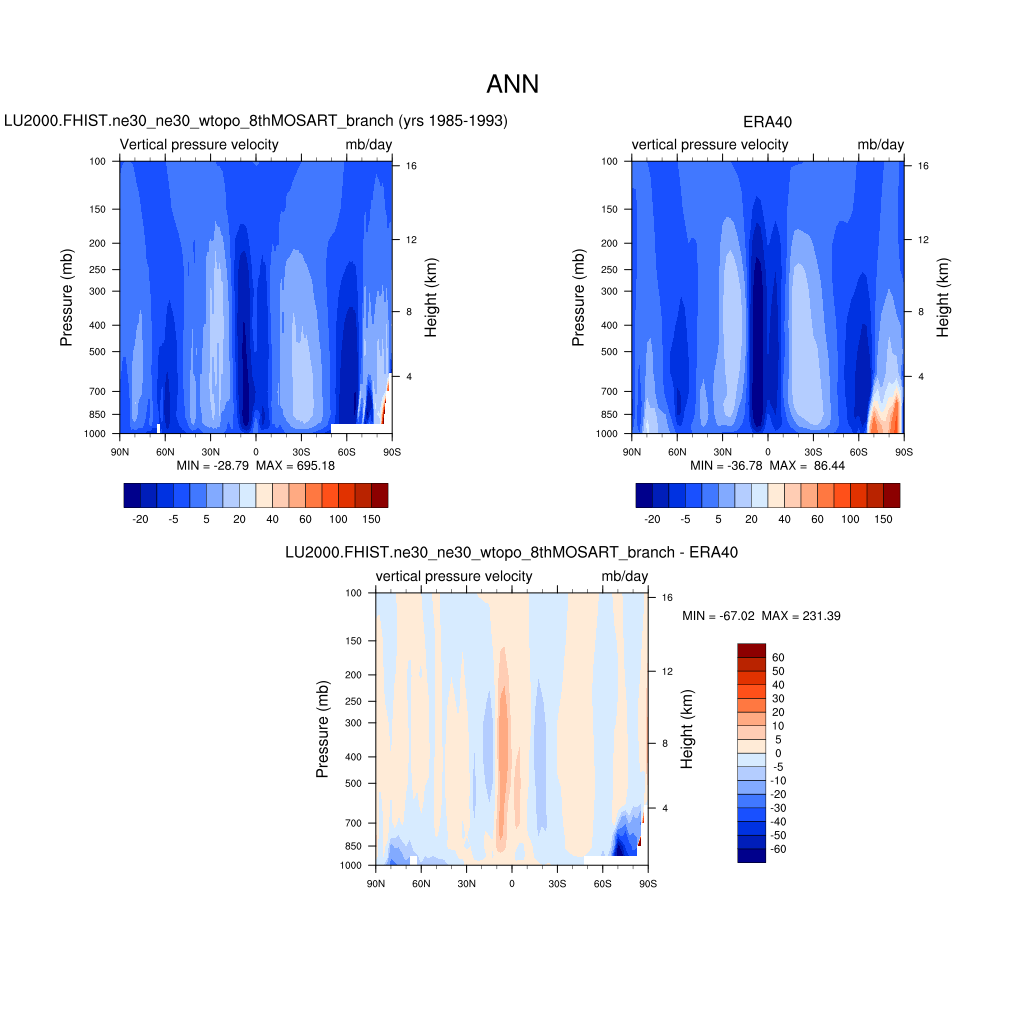 ANN
LU2000.FHIST.ne30_ne30_wtopo_8thMOSART_branch (yrs 1985-1993)
Vertical pressure velocity mb/day
Pressure (mb)
100
150
200
250
300
400
500
700
850
1000
16
12
8
4
Height (km)
90N 60N 30N 0 30S 60S 90S
MIN = -28.79 MAX = 695.18
-20 -5 5 20 40 60 100 150
ERA40
vertical pressure velocity mb/day
Pressure (mb)
100
150
200
250
300
400
500
700
850
1000
16
12
8
4
Height (km)
90N 60N 30N 0 30S 60S 90S
MIN = -36.78 MAX = 86.44
-20 -5 5 20 40 60 100 150
LU2000.FHIST.ne30_ne30_wtopo_8thMOSART_branch - ERA40
vertical pressure velocity mb/day
Pressure (mb)
100
150
200
250
300
400
500
700
850
1000
16
12
8
4
Height (km)
90N 60N 30N 0 30S 60S 90S
MIN = -67.02 MAX = 231.39
60
50
40
30
20
10
5
0
-5
-10
-20
-30
-40
-50
-60